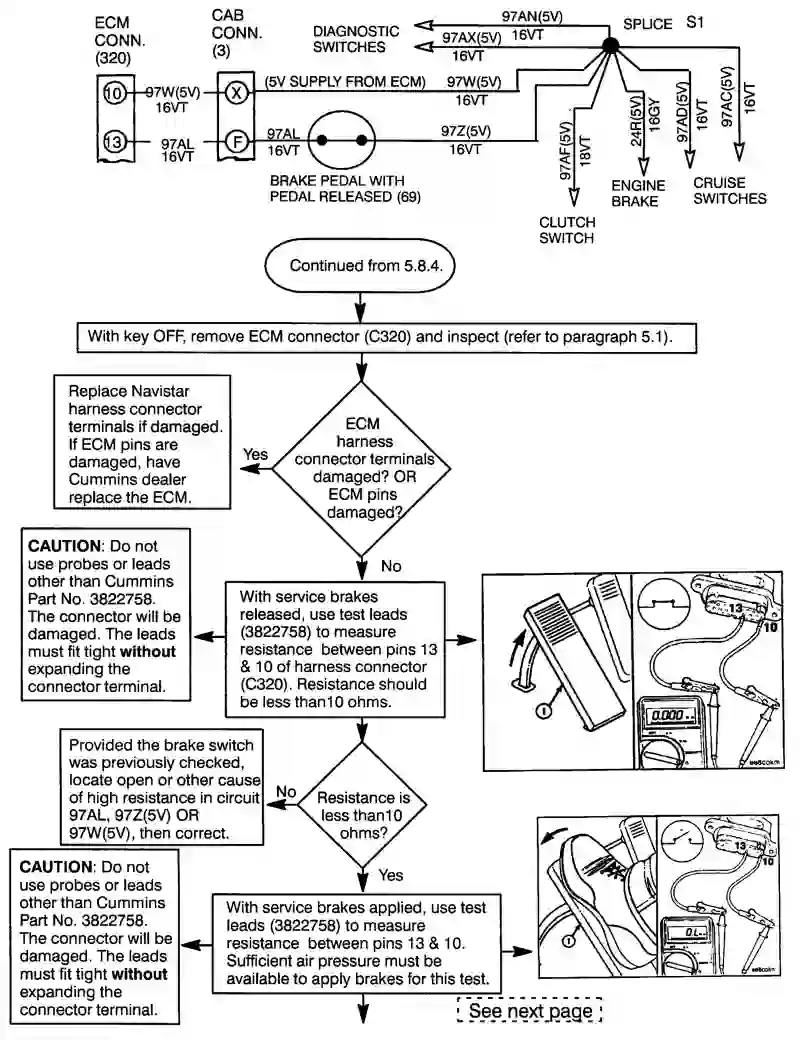 ECM
CONN.
(320)
CAB
CONN.
(3)
DIAGNOSTIC
SWITCHES
97AN(5V)
16VT
97AX(5V)
16VT
SPLICE S1
10
97W(5V)
16VT
X
(5V SUPPLY FROM ECM)
97W(5V)
16VT
13
97AL
16VT
F
97AL
16VT
97Z(5V)
16VT
BRAKE PEDAL WITH
PEDAL RELEASED (69)
97AF(5V)
18VT
24R(5V)
16GY
97AD(5V)
16VT
97AC(5V)
16VT
CLUTCH
SWITCH
ENGINE
BRAKE
CRUISE
SWITCHES
Continued from 5.8.4.
With key OFF, remove ECM connector (C320) and inspect (refer to paragraph 5.1).
Replace Navistar
harness connector
terminals if damaged.
If ECM pins are
damaged, have
Cummins dealer
replace the ECM.
Yes
ECM
harness
connector terminals
damaged? OR
ECM pins
damaged?
No
CAUTION: Do not
use probes or leads
other than Cummins
Part No. 3822758.
The connector will be
damaged. The leads
must fit tight without
expanding the
connector terminal.
With service brakes
released, use test leads
(3822758) to measure
resistance between pins 13
& 10 of harness connector
(C320). Resistance should
be less than10 ohms.
1
13
10
0.000
Provided the brake switch
was previously checked,
locate open or other cause
of high resistance in circuit
97AL, 97Z(5V) OR
97W(5V), then correct.
No
Resistance is
less than10
ohms?
Yes
CAUTION: Do not
use probes or leads
other than Cummins
Part No. 3822758.
The connector will be
damaged. The leads
must fit tight without
expanding the
connector terminal.
With service brakes applied, use test
leads (3822758) to measure
resistance between pins 13 & 10.
Sufficient air pressure must be
available to apply brakes for this test.
1
13
10
0L
See next page